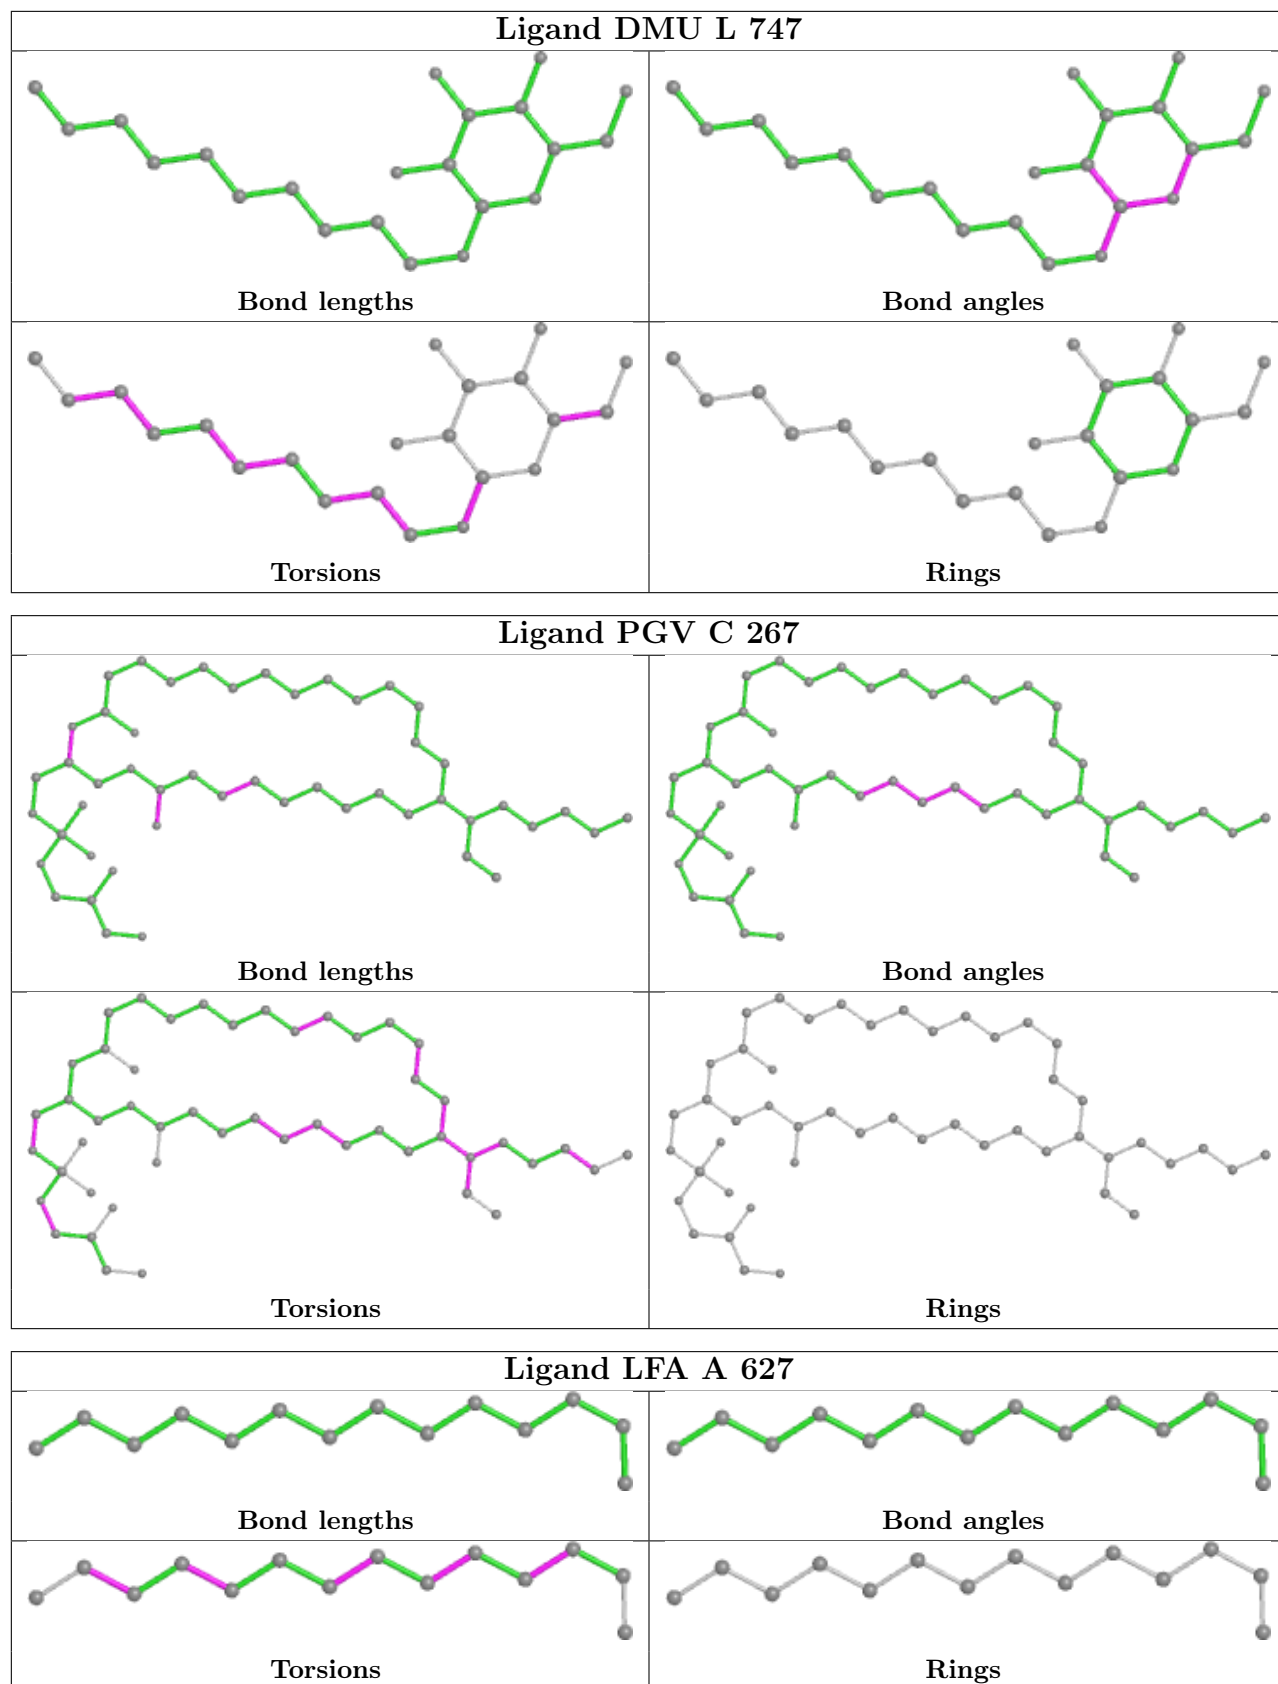 Ligand DMU L 747
Bond lengths
Bond angles
Torsions
Rings
Ligand PGV C 267
Bond lengths
Bond angles
Torsions
Rings
Ligand LFA A 627
Bond lengths
Bond angles
Torsions
Rings